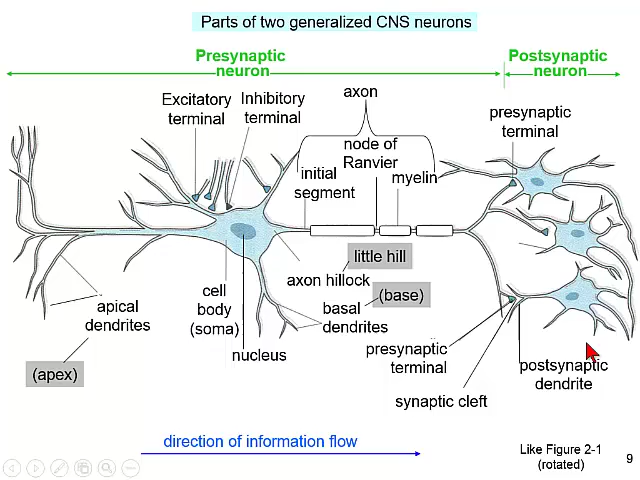 Parts of two generalized CNS neurons
Presynaptic
neuron
Postsynaptic
neuron
Excitatory
terminal
Inhibitory
terminal
axon
presynaptic
terminal
node of
Ranvier
initial
segment
myelin
little hill
axon hillock
(base)
basal
dendrites
cell
body
(soma)
apical
dendrites
(apex)
nucleus
presynaptic
terminal
synaptic cleft
postsynaptic
dendrite
direction of information flow
Like Figure 2-1
(rotated)
9